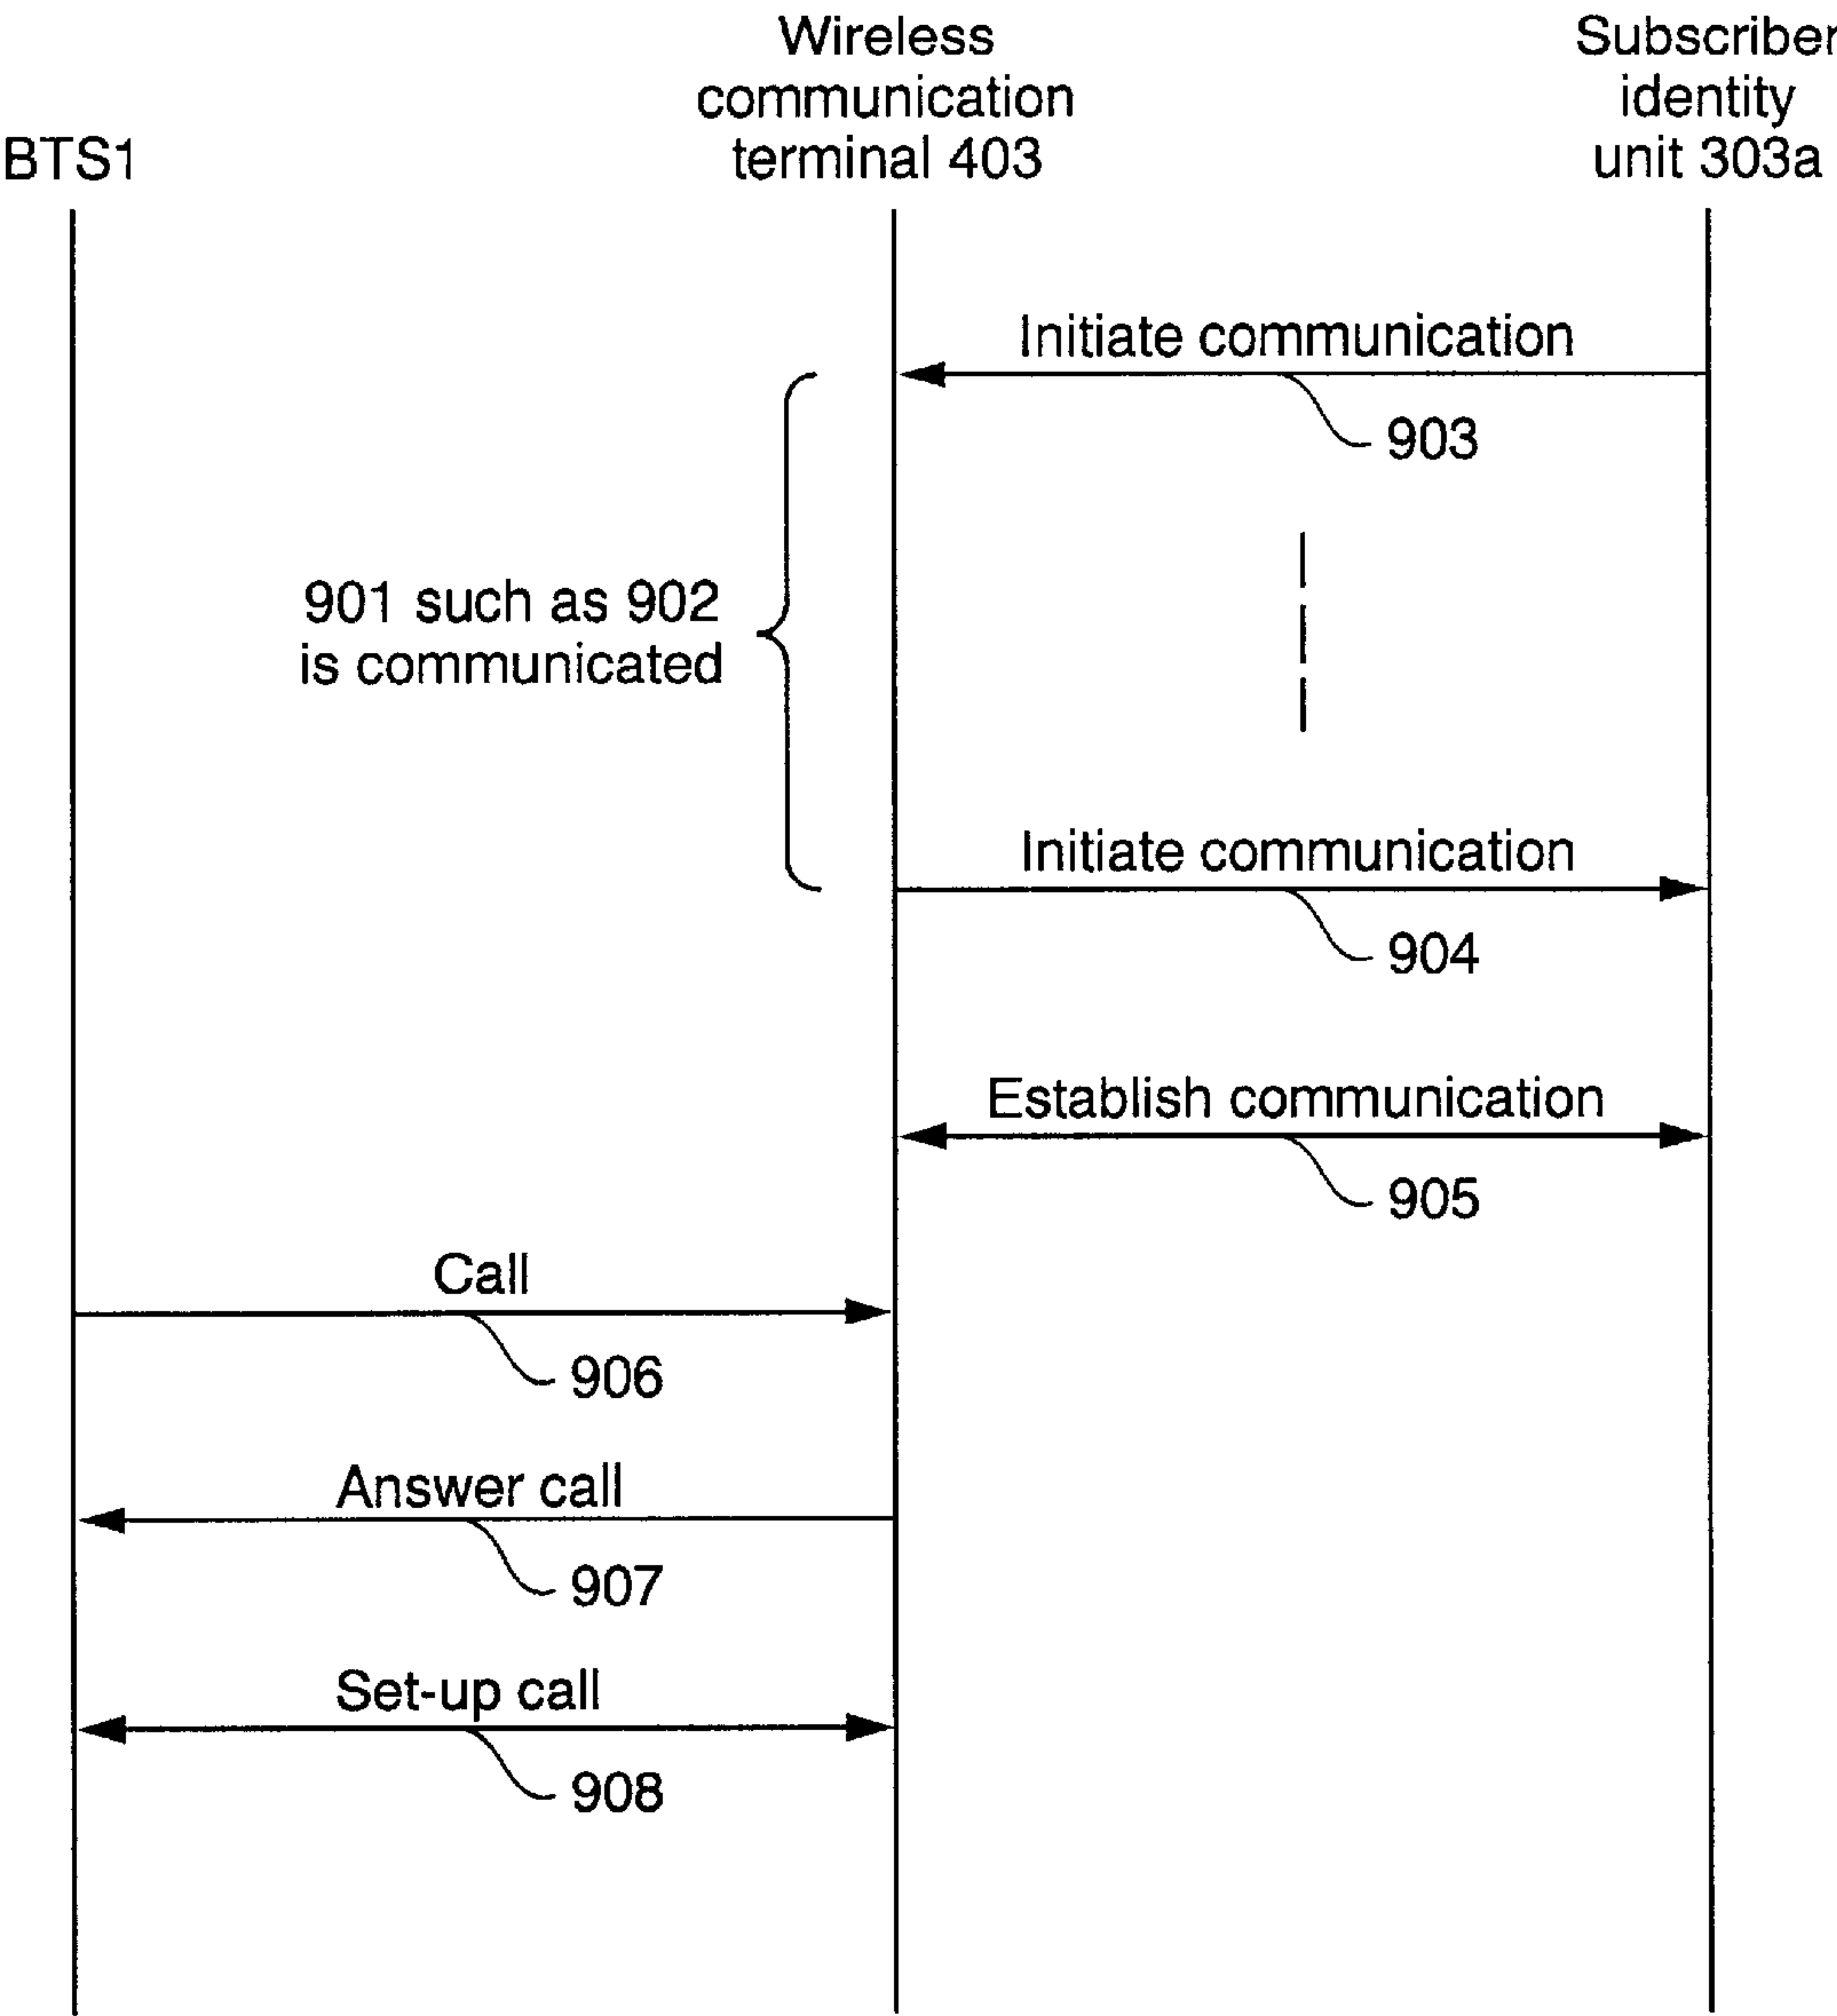 Wireless
communication
terminal 403
Subscriber
identity
unit 303a
BTS1
Initiate communication
903
901 such as 902
is communicated
Initiate communication
904
Establish communication
905
Call
906
Answer call
907
Set-up call
908